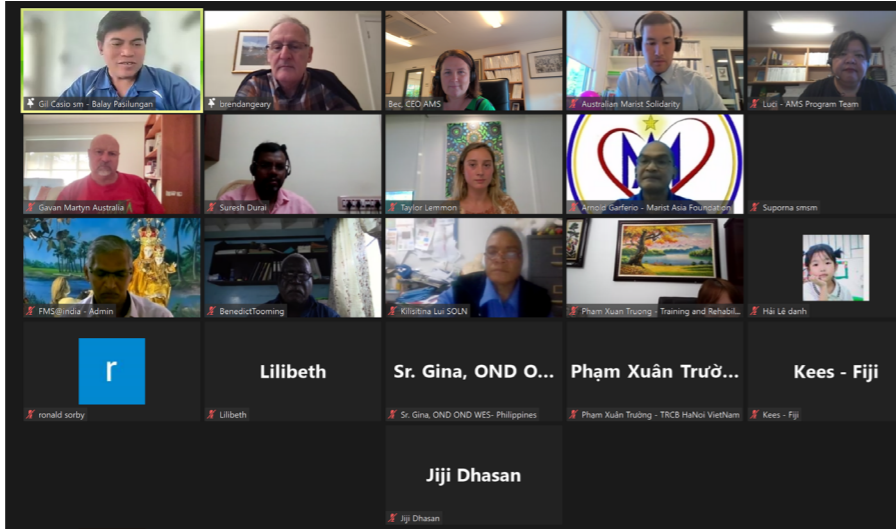 Gil Casio sm - Balay Pasilungan
brendangeary
Bec, CEO AMS
Australian Marist Solidarity
Luci - AMS Program Team
Gavan Martyn Australia
Suresh Durai
Taylor Lemmon
Arnold Garferio - Marist Asia Foundation
Suporna smsm
FMS@india - Admin
BenedictTooming
Kilisitina Lui SOLN
Pham Xuan Truong - Training and Rehabil...
Hải Lê danh
r
ronald sorby
Lilibeth
Lilibeth
Sr. Gina, OND O...
Sr. Gina, OND OND WES- Philippines
Phạm Xuân Trườ...
Phạm Xuân Trường - TRCB HaNoi VietNam
Kees - Fiji
Kees - Fiji
Jiji Dhasan
Jiji Dhasan